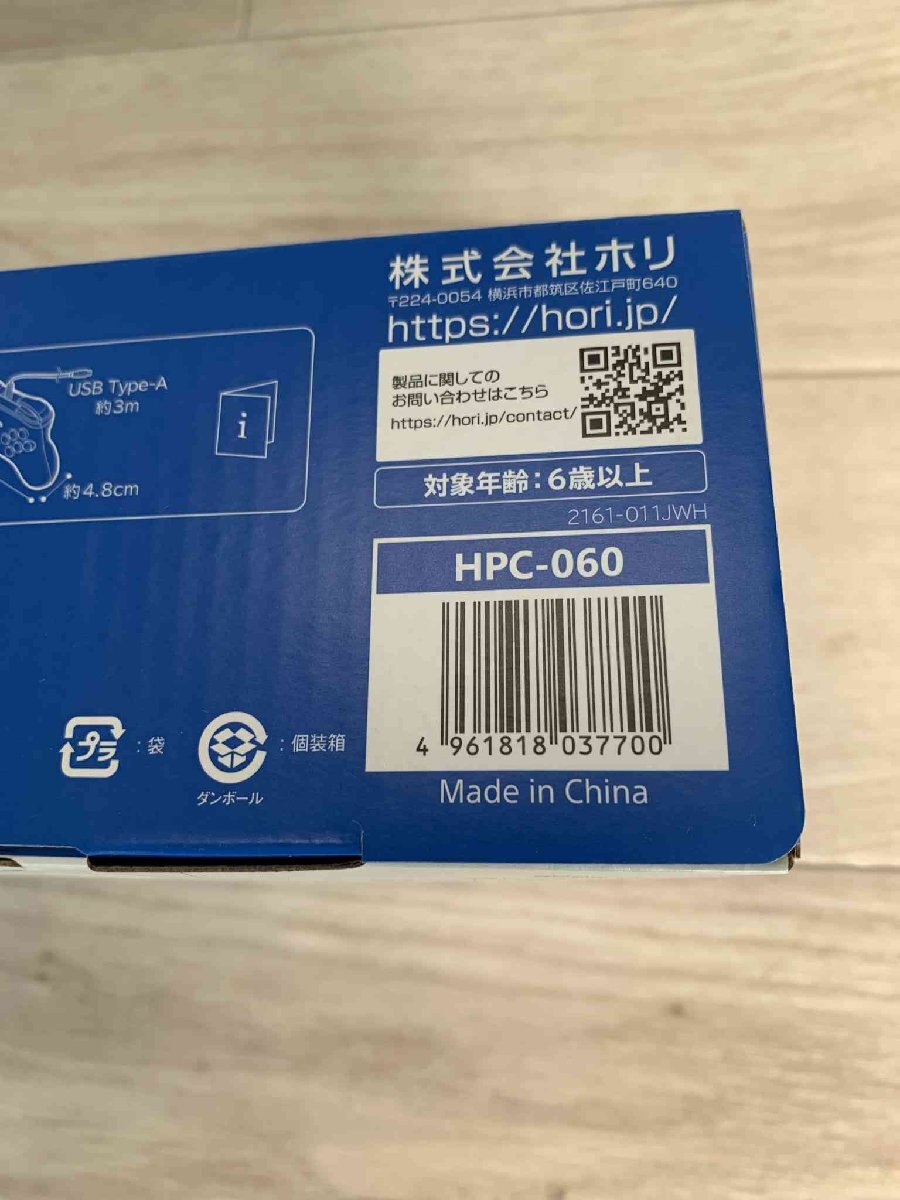 株式会社ホリ
〒224-0054 横浜市都筑区佐江戸町640
https://hori.jp/
製品に関しての
お問い合わせはこちら
https://hori.jp/contact/
対象年齢：6歳以上
2161-011JWH
HPC-060
4 961818 037700
Made in China
USB Type-A
約3m
i
約4.8cm
プラ
：袋
：個装箱
ダンボール